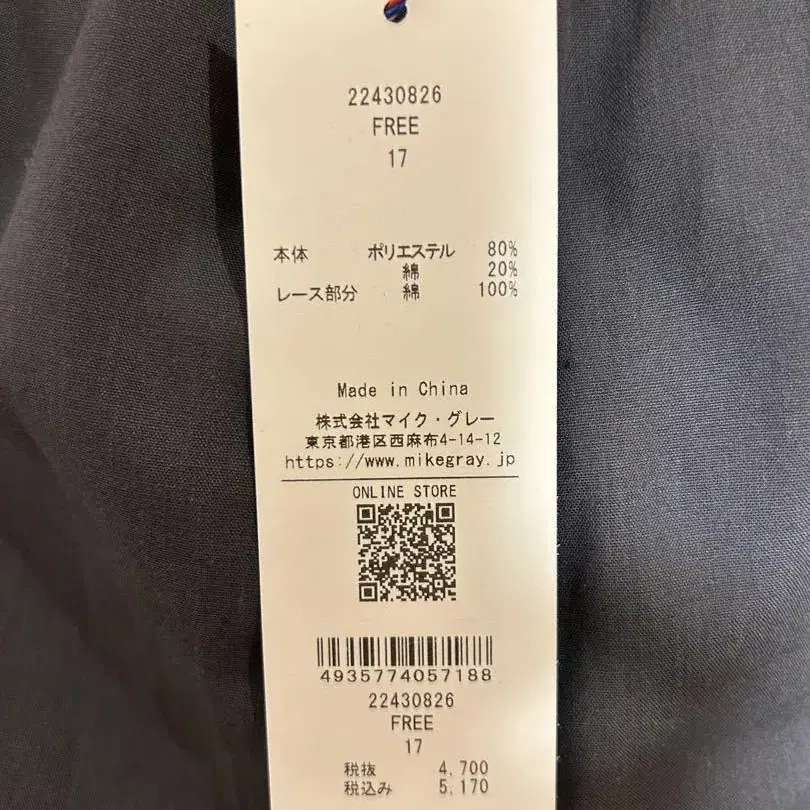 22430826
FREE
17
本体 ポリエステル 80%
綿 20%
レース部分 綿 100%
Made in China
株式会社マイク・グレー
東京都港区西麻布4-14-12
https://www.mikegray.jp
ONLINE STORE
4935774057188
22430826
FREE
17
税抜 4,700
税込み 5,170